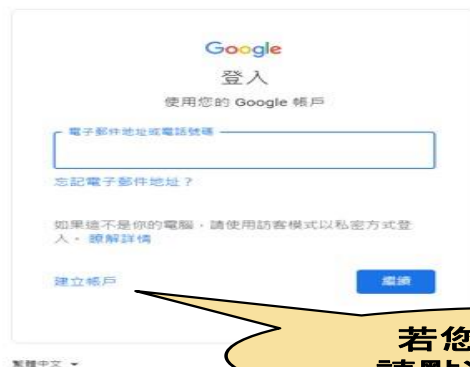 Google
登入
使用您的 Google 帳戶
電子郵件地址或電話號碼
忘記電子郵件地址？
如果這不是你的電腦，請使用訪客模式以私密方式登
入。瞭解詳情
建立帳戶
繼續
若您
繁體中文